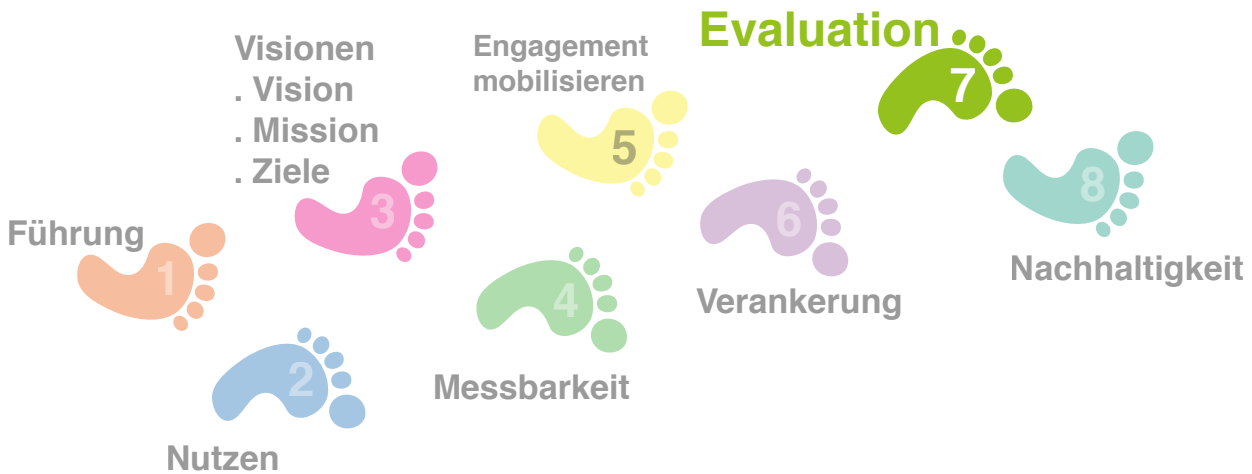 Führung
1
Nutzen
2
Visionen
. Vision
. Mission
. Ziele
3
Messbarkeit
4
Engagement
mobilisieren
5
Verankerung
6
Evaluation
7
Nachhaltigkeit
8